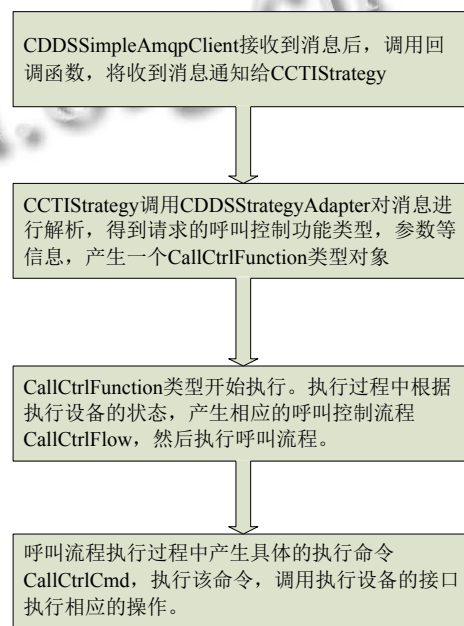 CDDSSimpleAmqpClient接收到消息后，调用回
调函数，将收到消息通知给CCTIStrategy
CCTIStrategy调用CDDSStrategyAdapter对消息进
行解析，得到请求的呼叫控制功能类型，参数等
信息，产生一个CallCtrlFunction类型对象
CallCtrlFunction类型开始执行。执行过程中根据
执行设备的状态，产生相应的呼叫控制流程
CallCtrlFlow，然后执行呼叫流程。
呼叫流程执行过程中产生具体的执行命令
CallCtrlCmd，执行该命令，调用执行设备的接口
执行相应的操作。